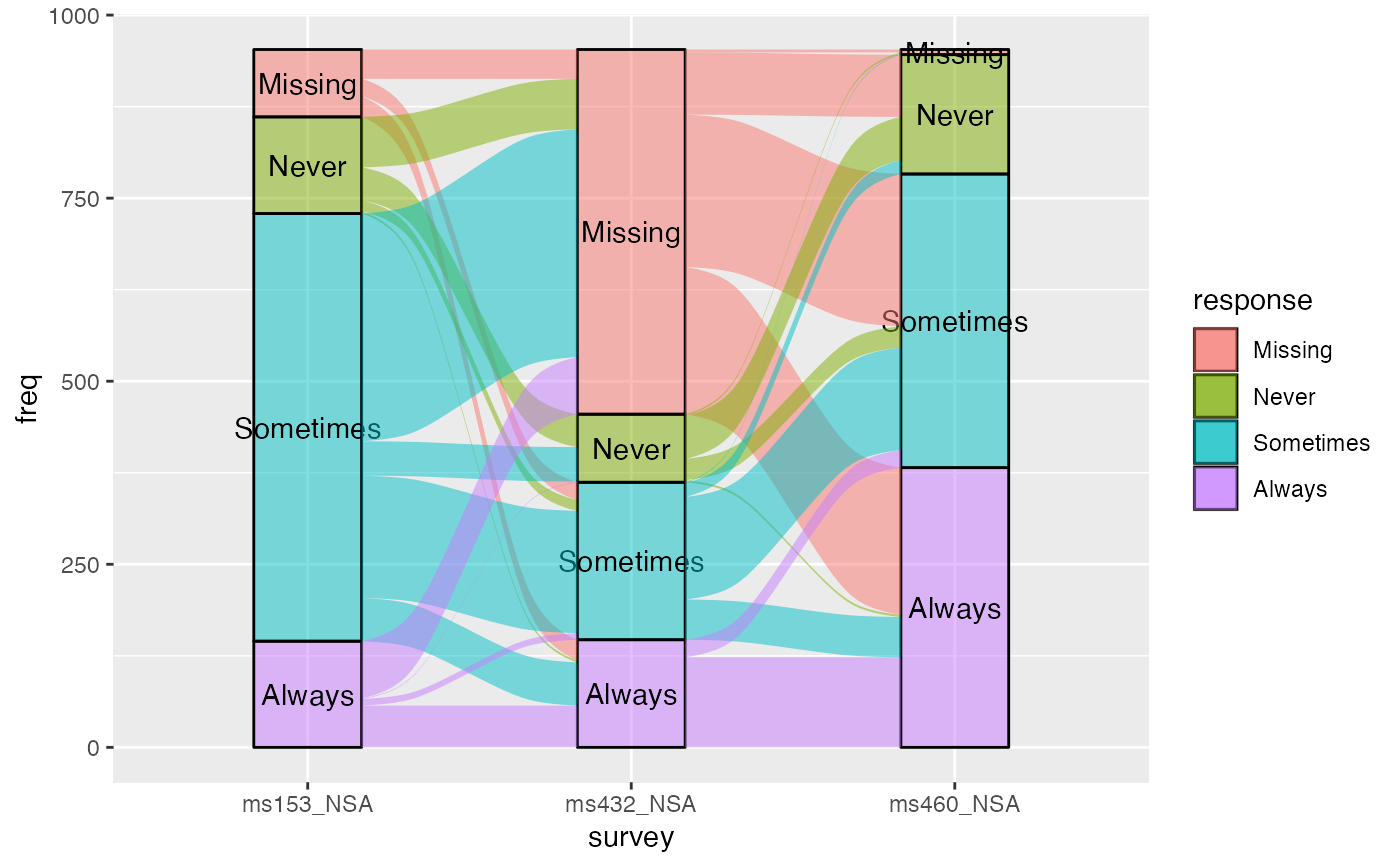 1000
750
500
250
0
freq
Missing
Never
Sometimes
Always
Missing
Never
Sometimes
Always
Missing
Never
Sometimes
Always
ms153_NSA
ms432_NSA
ms460_NSA
survey
response
Missing
Never
Sometimes
Always